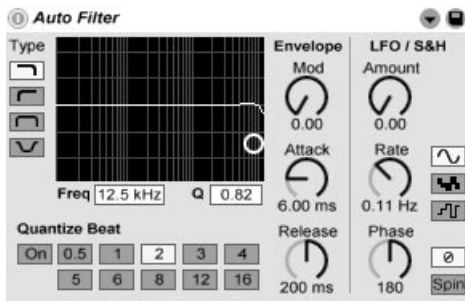 Auto Filter
Type
Envelope
LFO / S&H
Mod
0.00
Amount
0.00
Attack
6.00 ms
Rate
0.11 Hz
Freq 12.5 kHz Q 0.82
Quantize Beat
On 0.5 1 2 3 4
5 6 8 12 16
Release
200 ms
Phase
180
Ø
Spin